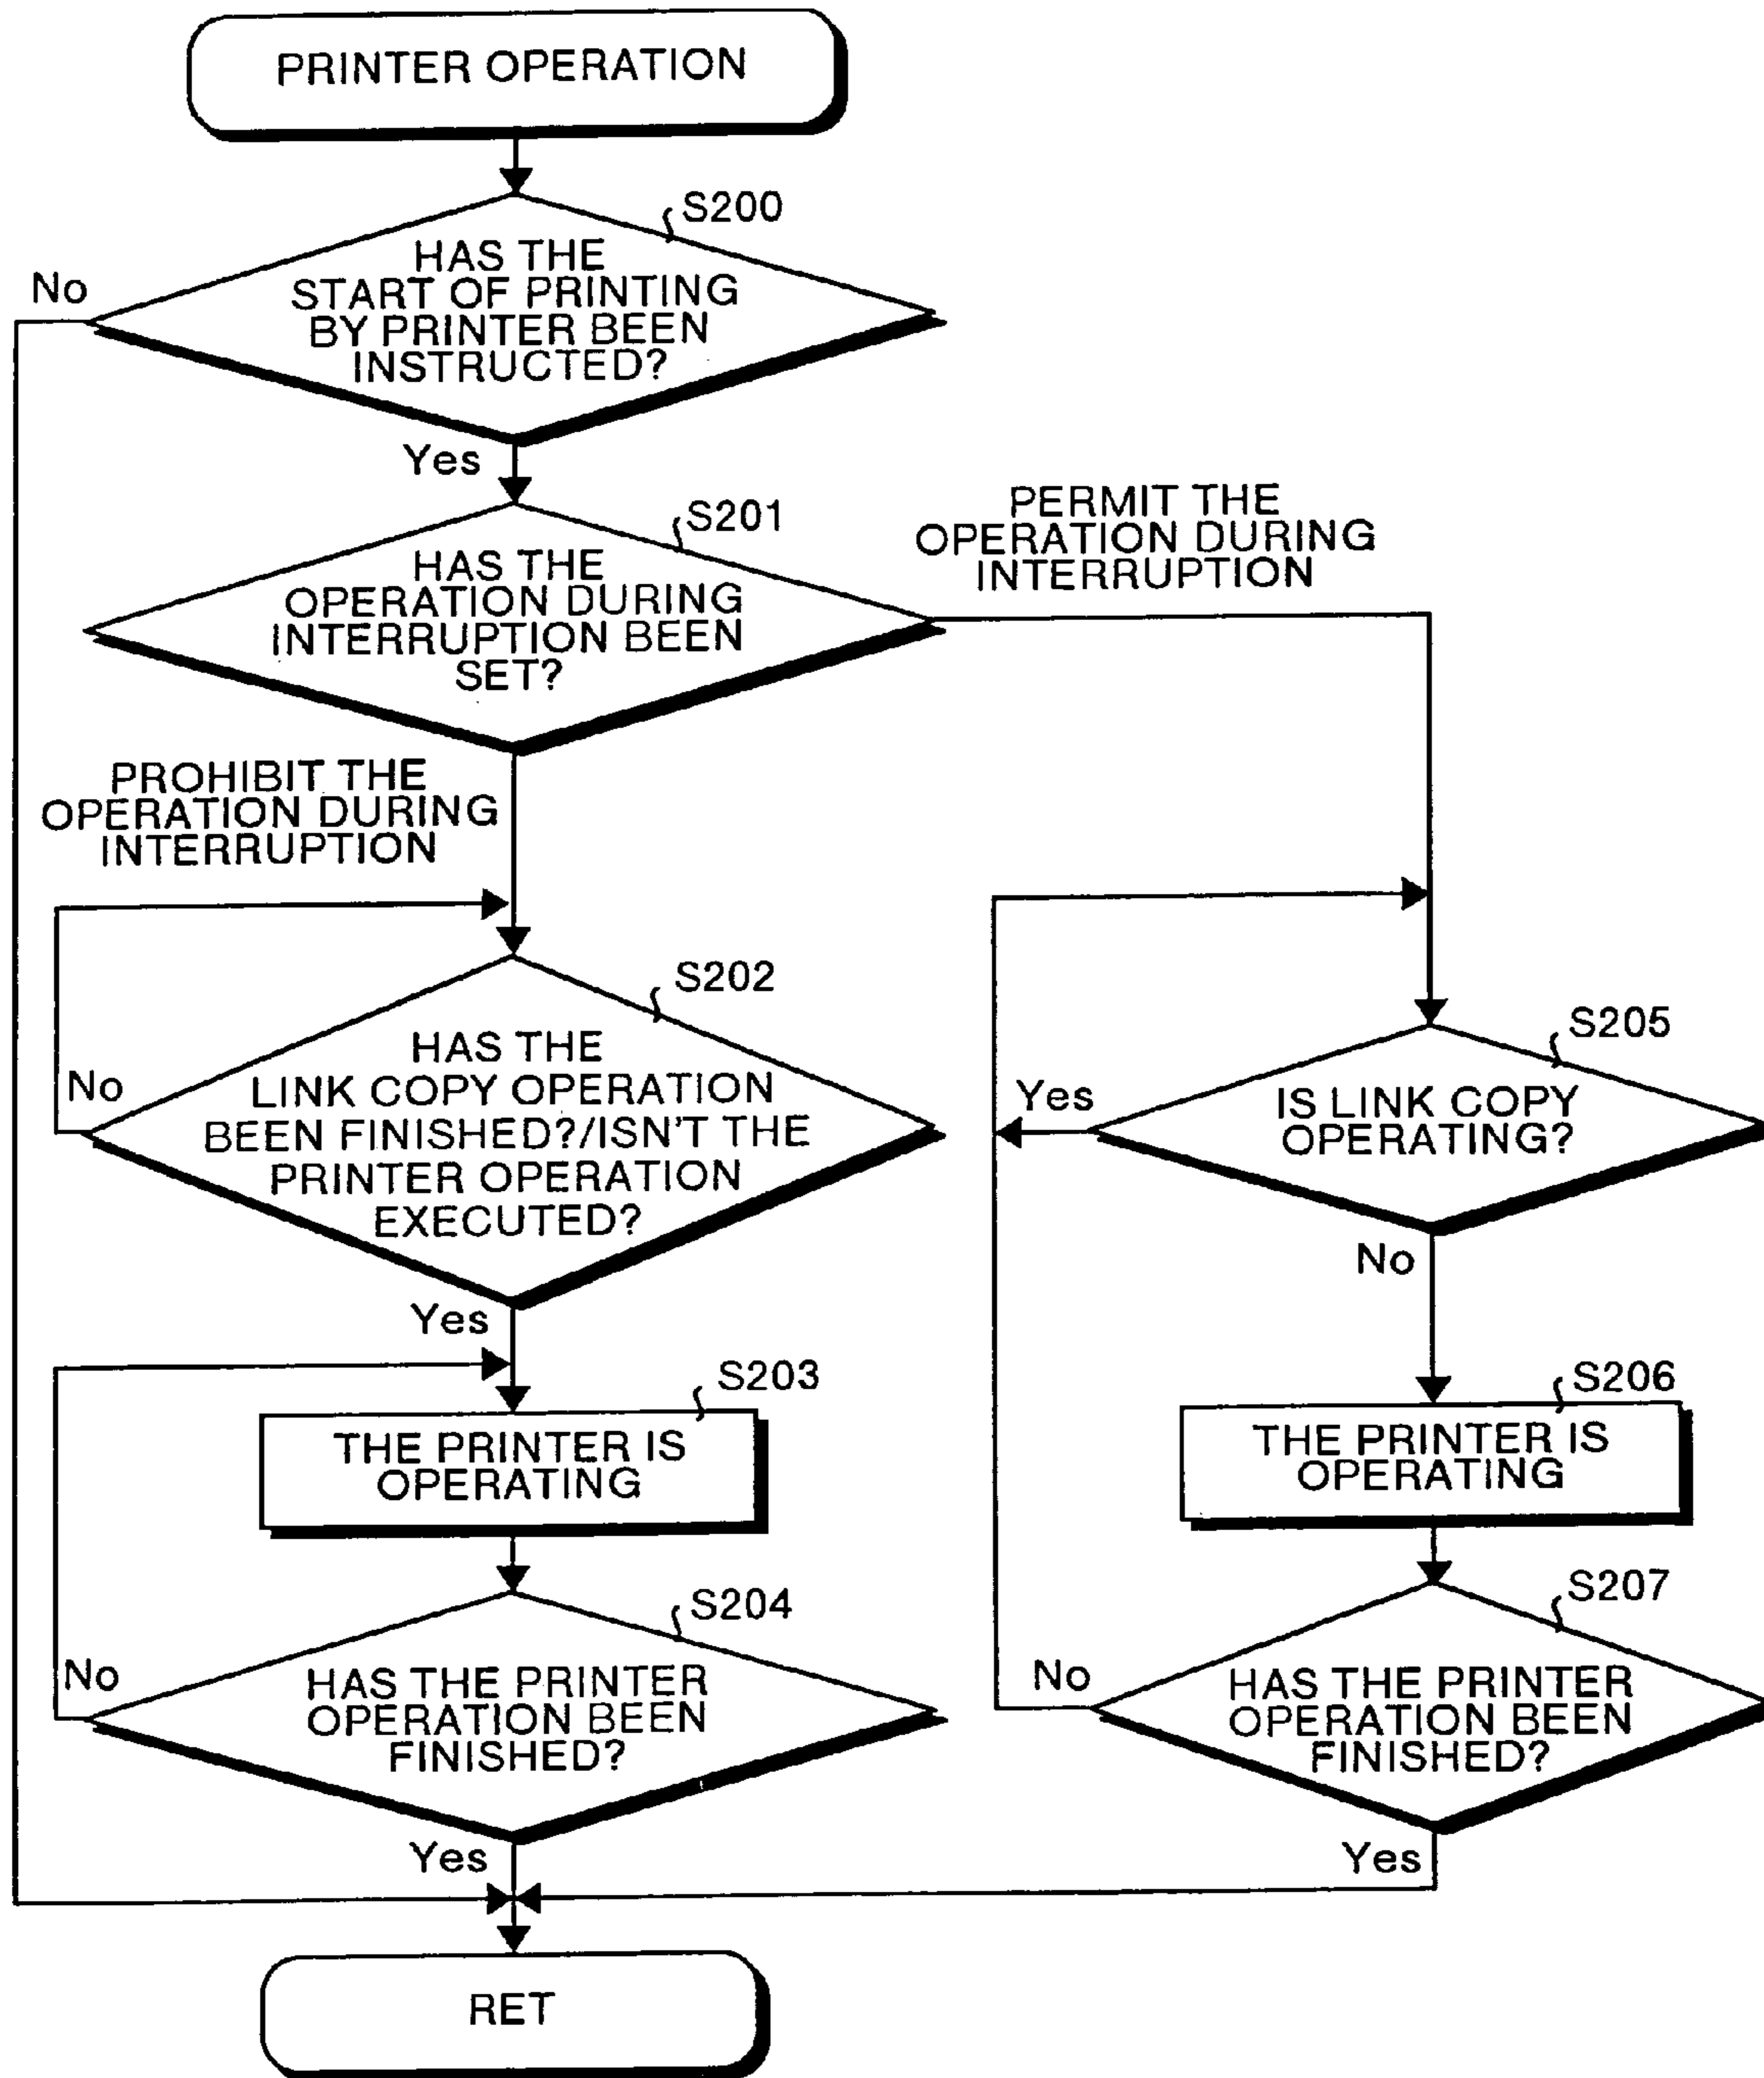 PRINTER OPERATION
S200
HAS THE
START OF PRINTING
BY PRINTER BEEN
INSTRUCTED?
No
Yes
S201
HAS THE
OPERATION DURING
INTERRUPTION BEEN
SET?
PERMIT THE
OPERATION DURING
INTERRUPTION
PROHIBIT THE
OPERATION DURING
INTERRUPTION
S202
HAS THE
LINK COPY OPERATION
BEEN FINISHED?/ISN'T THE
PRINTER OPERATION
EXECUTED?
No
Yes
S203
THE PRINTER IS
OPERATING
S204
HAS THE PRINTER
OPERATION BEEN
FINISHED?
No
Yes
S205
IS LINK COPY
OPERATING?
Yes
No
S206
THE PRINTER IS
OPERATING
S207
HAS THE PRINTER
OPERATION BEEN
FINISHED?
No
Yes
RET